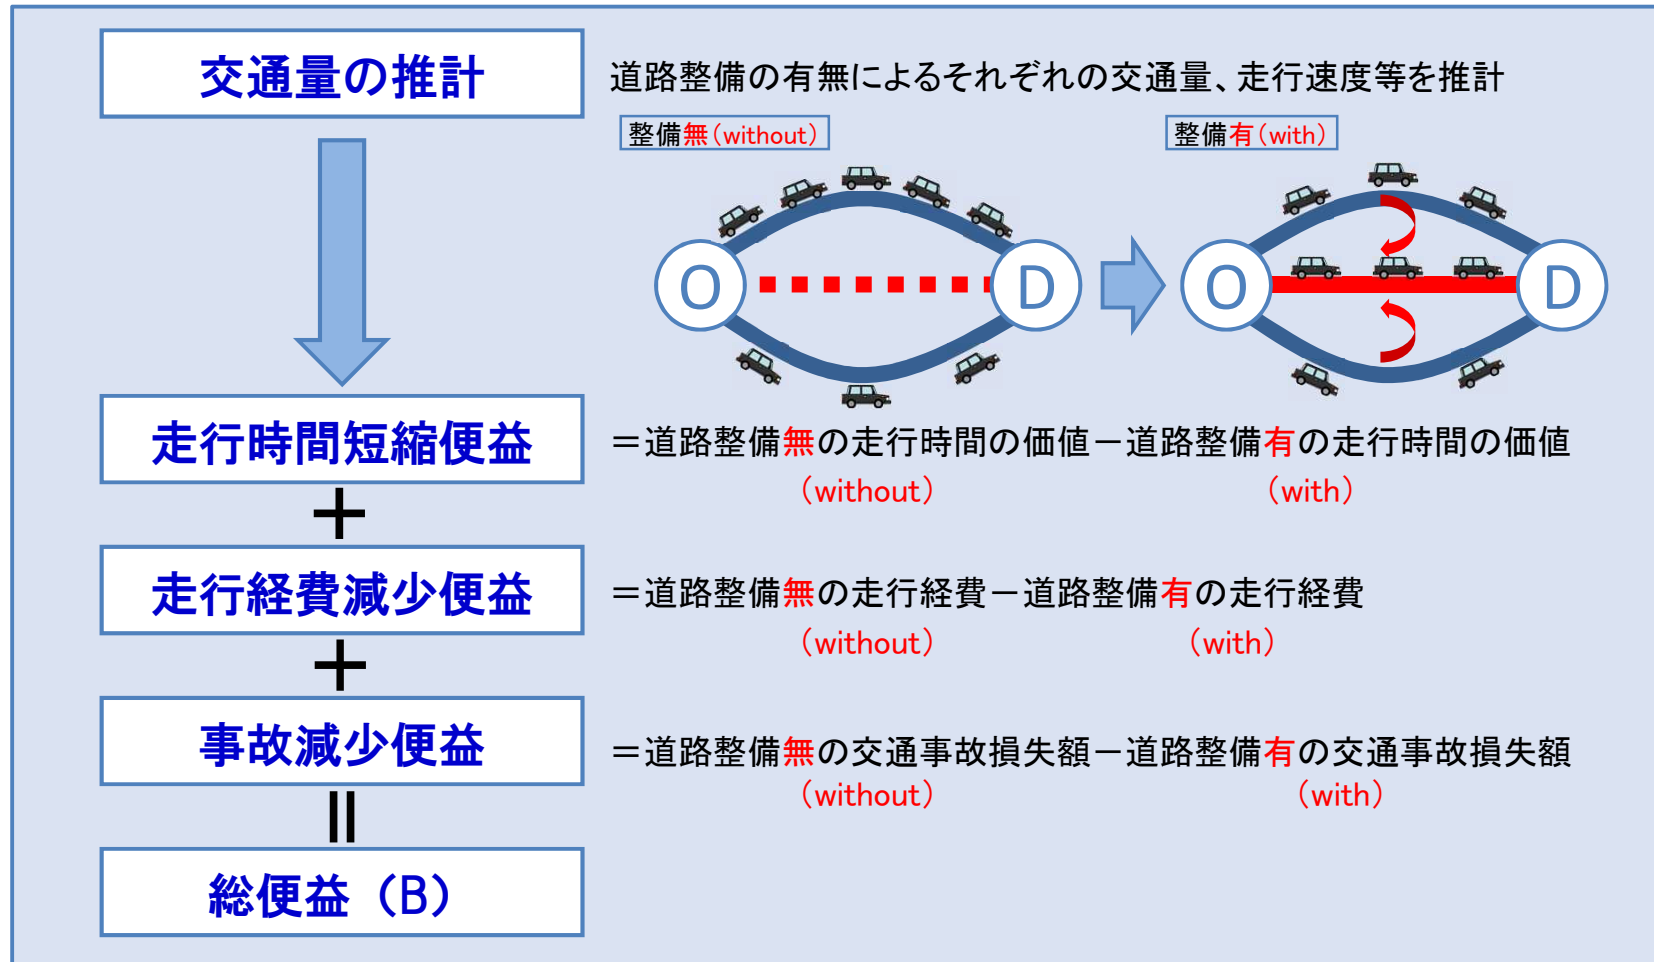 交通量の推計
道路整備の有無によるそれぞれの交通量、走行速度等を推計
整備無(without)
整備有(with)
O
D
O
D
走行時間短縮便益
=道路整備無の走行時間の価値-道路整備有の走行時間の価値
(without)
(with)
+
走行経費減少便益
=道路整備無の走行経費-道路整備有の走行経費
(without)
(with)
+
事故減少便益
=道路整備無の交通事故損失額-道路整備有の交通事故損失額
(without)
(with)
=
総便益(B)